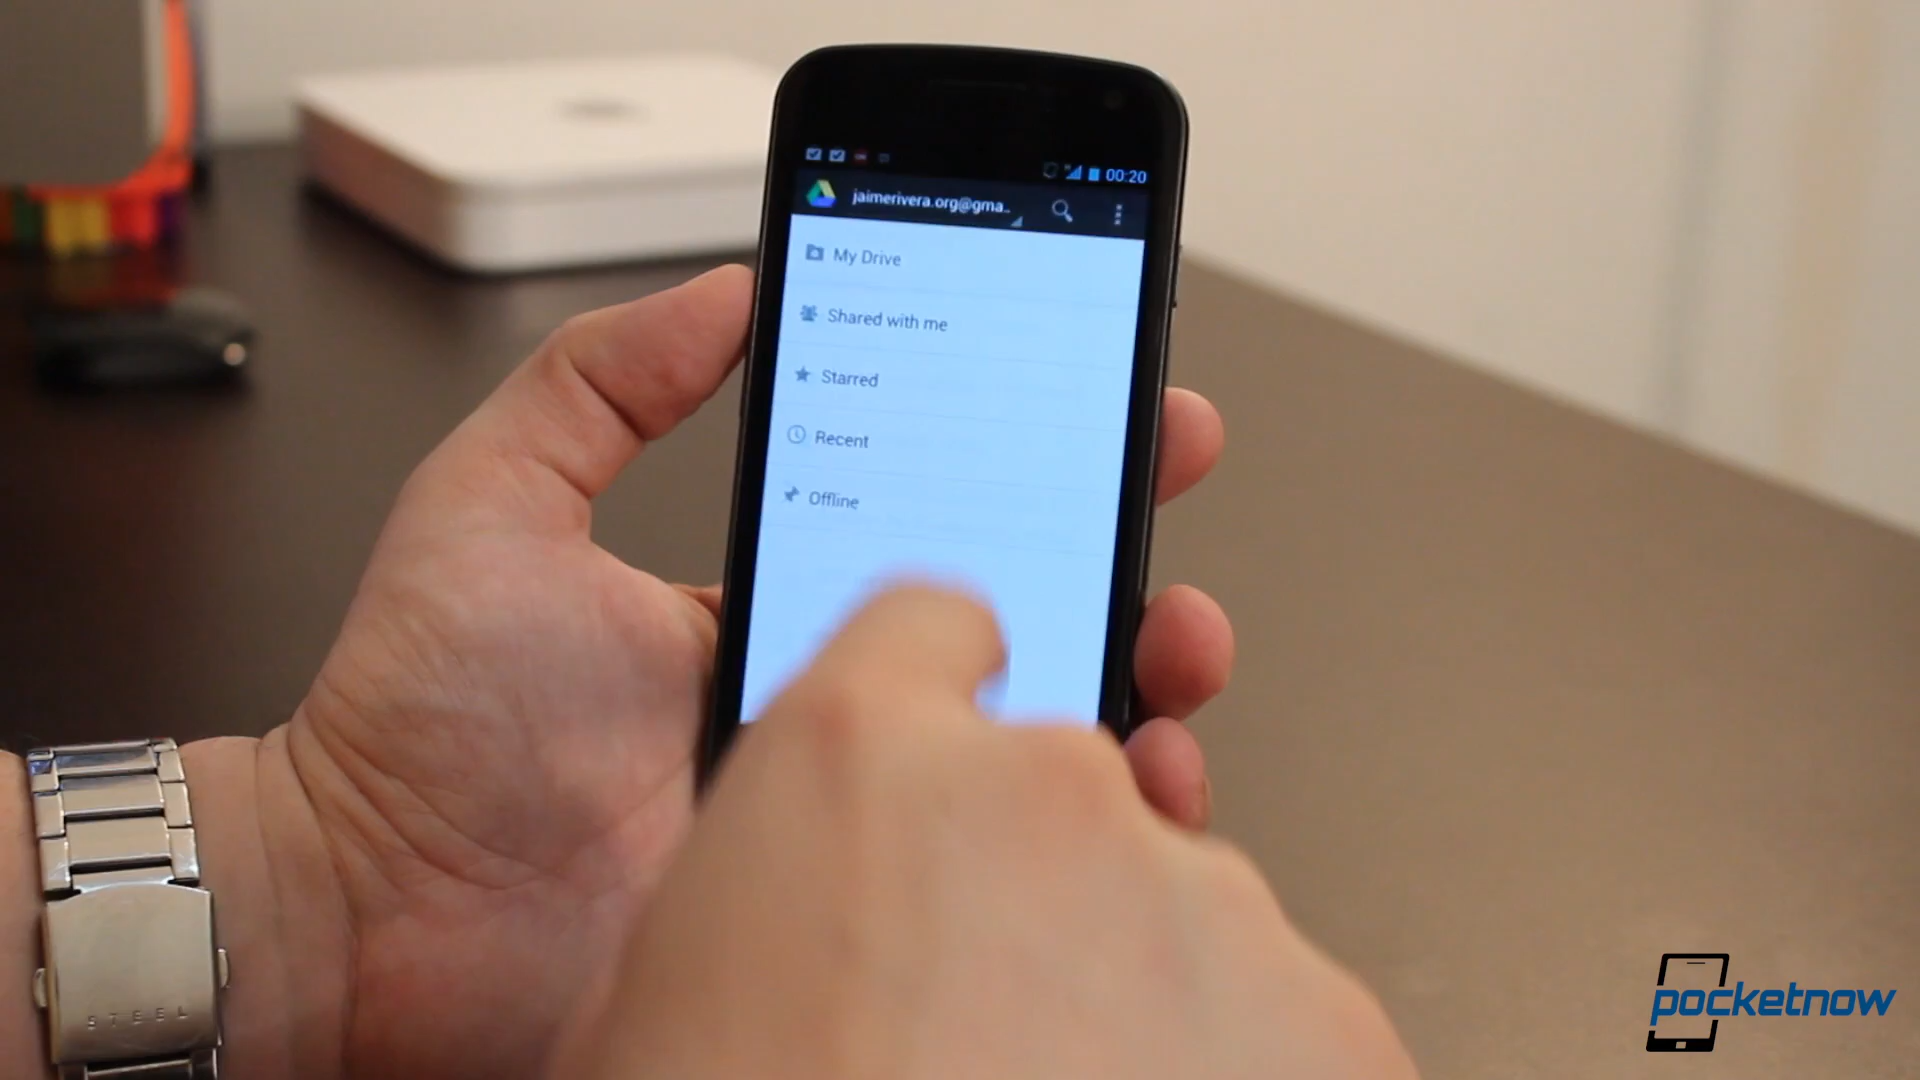 00:20
jaimerivera.org@gma..
My Drive
Shared with me
Starred
Recent
Offline
STEEL
pocketnow